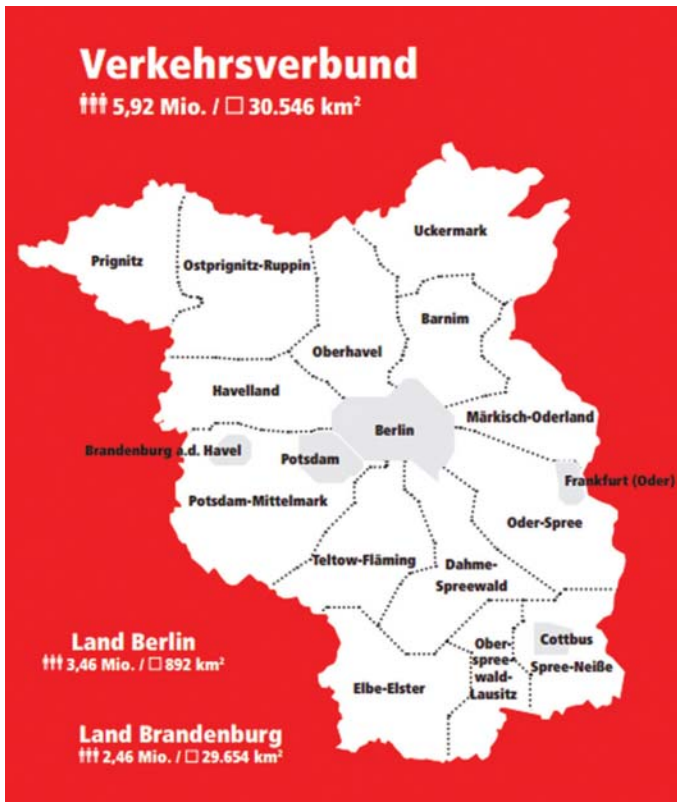 Verkehrsverbund
5,92 Mio. / 30.546 km²
Uckermark
Prignitz
Ostprignitz-Ruppin
Barnim
Oberhavel
Havelland
Märkisch-Oderland
Berlin
Brandenburg a.d. Havel
Potsdam
Frankfurt (Oder)
Potsdam-Mittelmark
Oder-Spree
Teltow-Fläming
Dahme-
Spreewald
Ober-
spree-
wald-
Lausitz
Cottbus
Spree-Neiße
Elbe-Elster
Land Berlin
3,46 Mio. / 892 km²
Land Brandenburg
2,46 Mio. / 29.654 km²